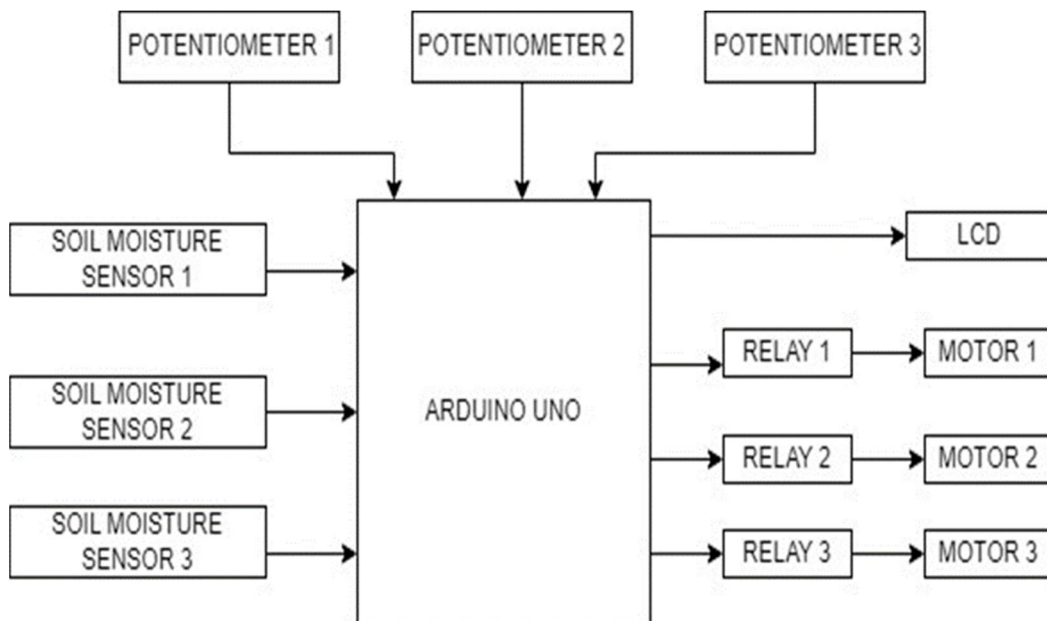 POTENTIOMETER 1
POTENTIOMETER 2
POTENTIOMETER 3
SOIL MOISTURE
SENSOR 1
SOIL MOISTURE
SENSOR 2
SOIL MOISTURE
SENSOR 3
ARDUINO UNO
LCD
RELAY 1
MOTOR 1
RELAY 2
MOTOR 2
RELAY 3
MOTOR 3